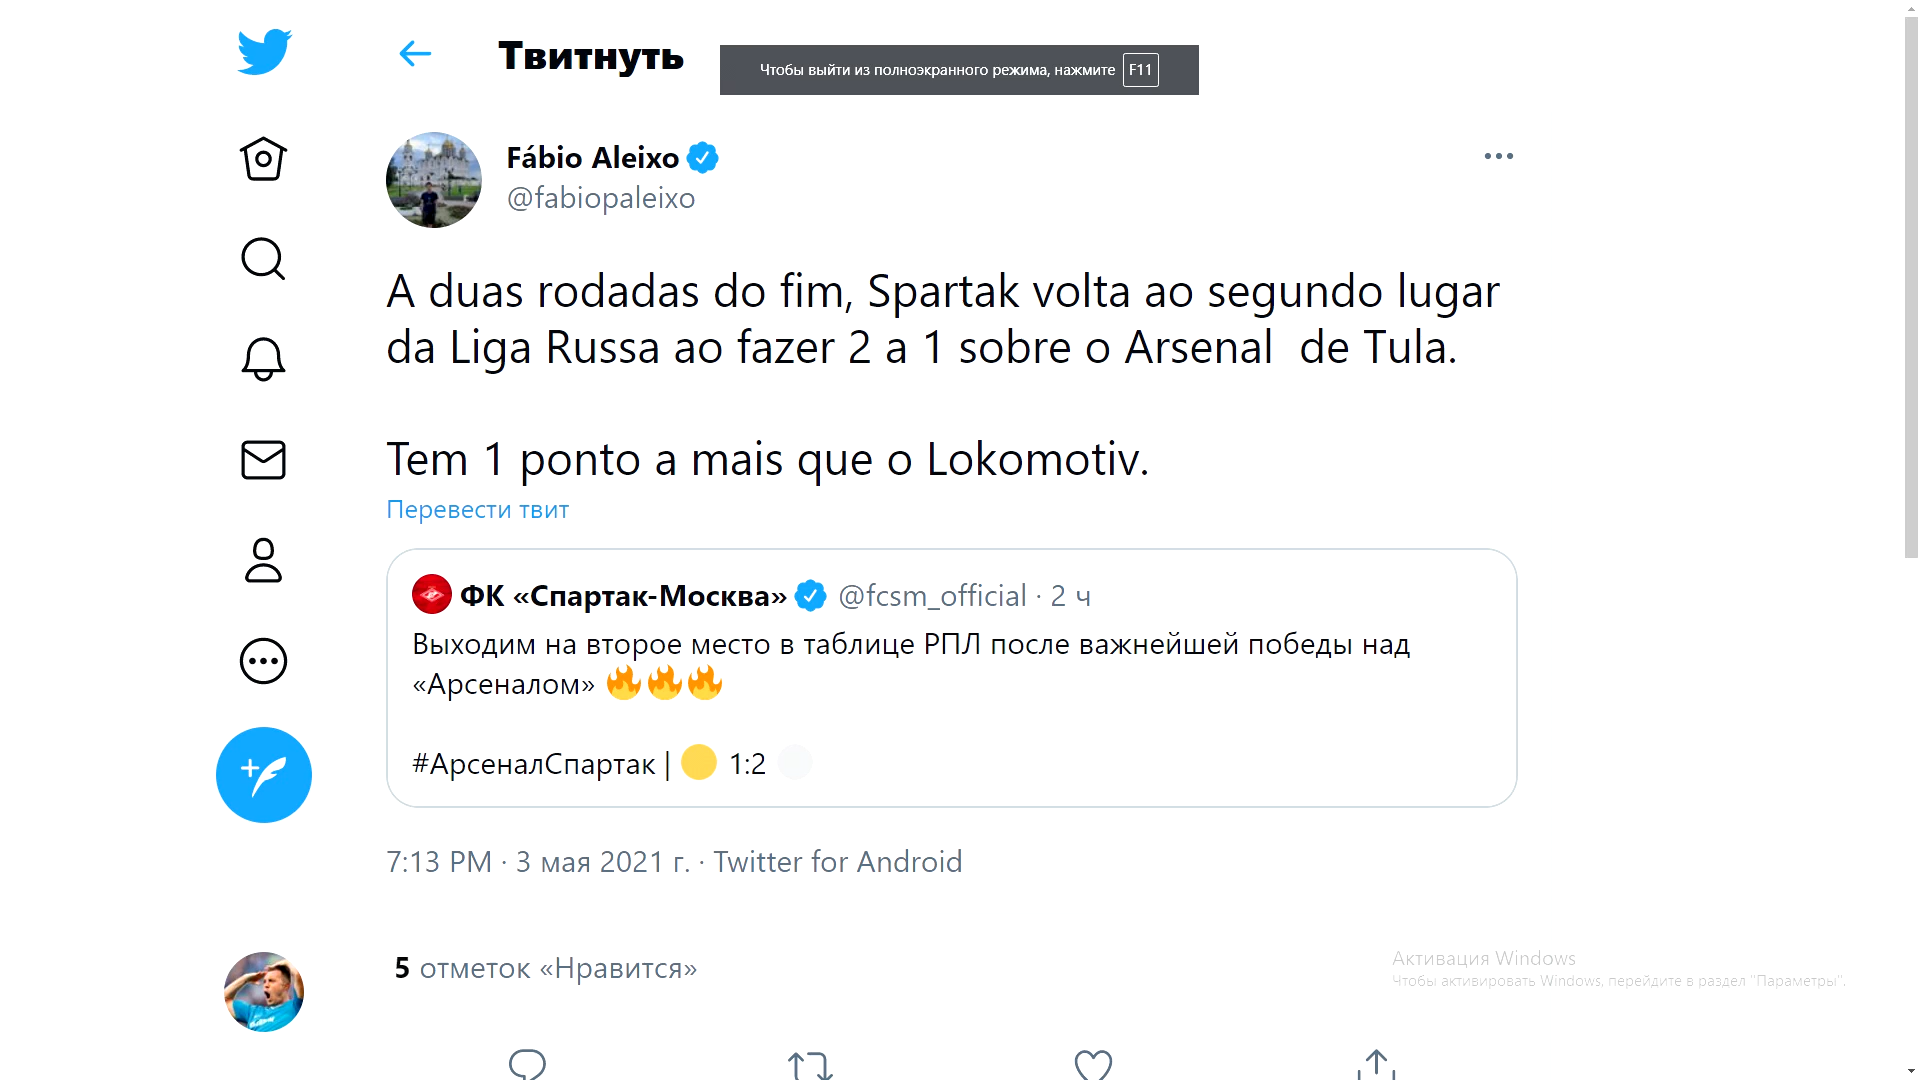 Твитнуть
Чтобы выйти из полноэкранного режима, нажмите F11
Fábio Aleixo
@fabiopaleixo
A duas rodadas do fim, Spartak volta ao segundo lugar
da Liga Russa ao fazer 2 a 1 sobre o Arsenal de Tula.
Tem 1 ponto a mais que o Lokomotiv.
Перевести твит
ФК «Спартак-Москва» @fcsm_official · 2 ч
Выходим на второе место в таблице РПЛ после важнейшей победы над
«Арсеналом» 🔥🔥🔥
#АрсеналСпартак | 🟡 1:2 ⚪
7:13 PM · 3 мая 2021 г. · Twitter for Android
5 отметок «Нравится»
Активация Windows
Чтобы активировать Windows, перейдите в раздел "Параметры".